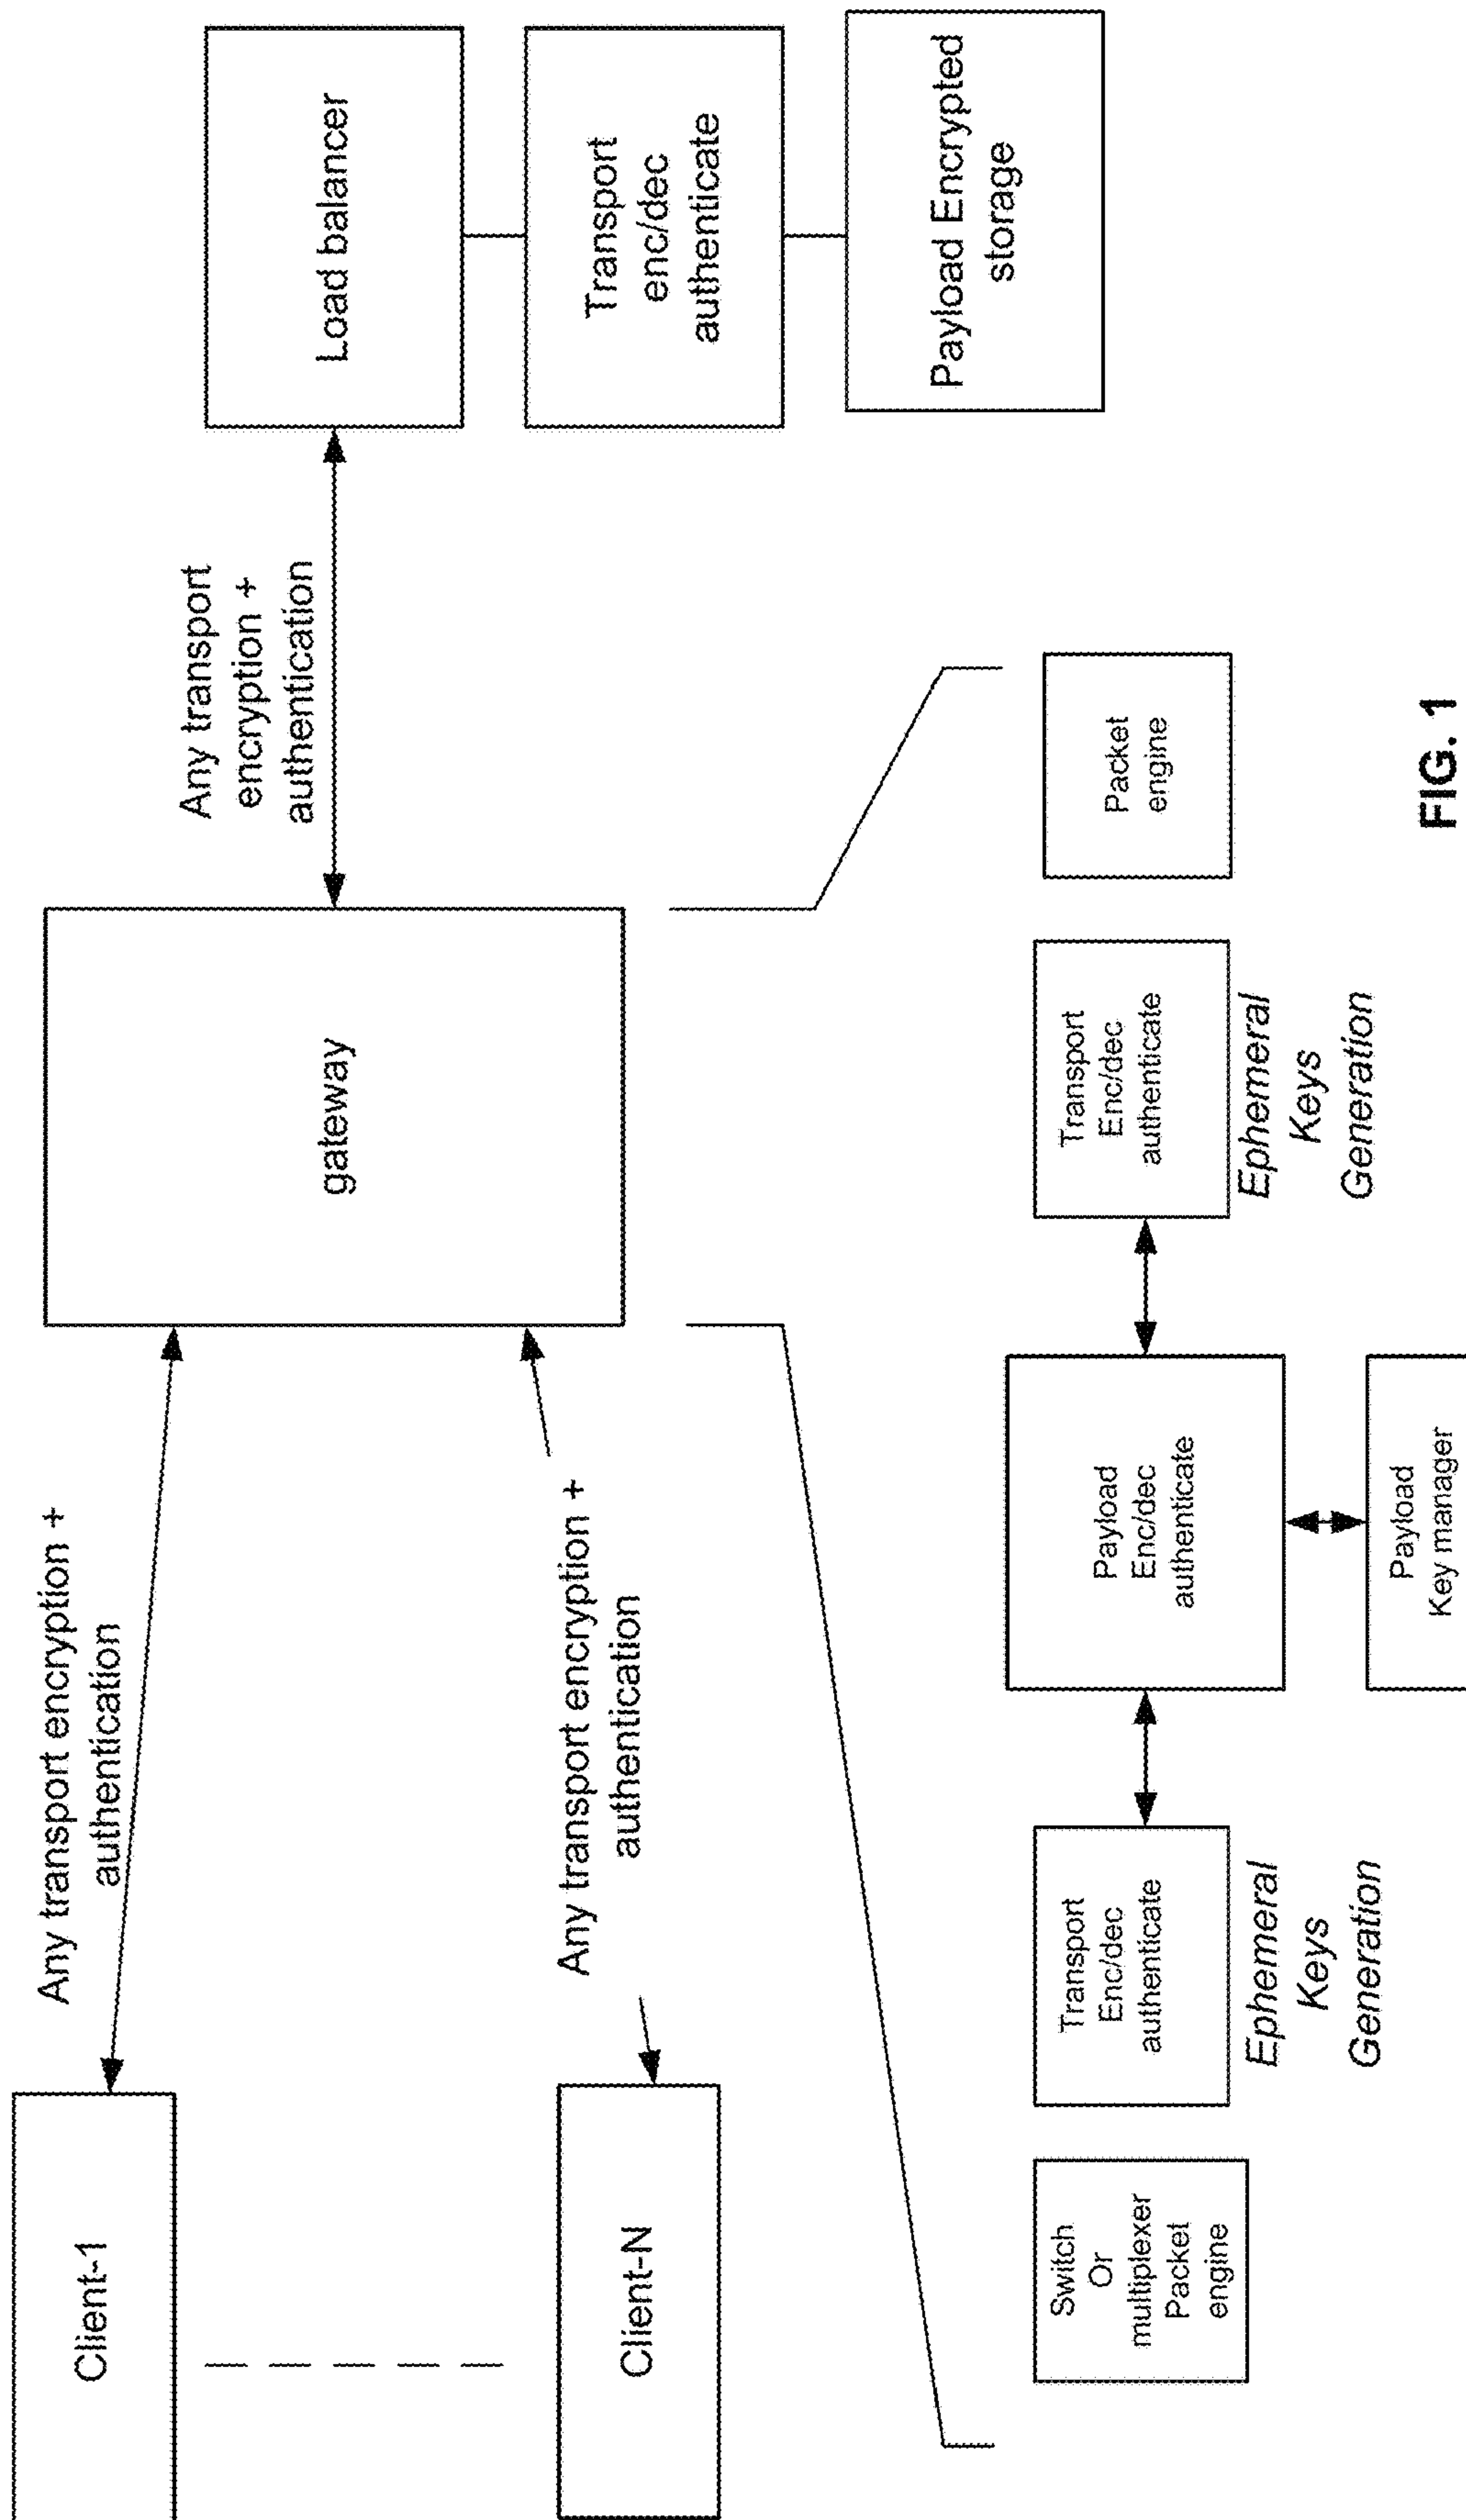 Client-1
Any transport encryption +
authentication
Client-N
Any transport encryption +
authentication
gateway
Any transport
encryption +
authentication
Load balancer
Transport
enc/dec
authenticate
Payload Encrypted
storage
Switch
Or
multiplexer
Packet
engine
Transport
Enc/dec
authenticate
Ephemeral
Keys
Generation
Payload
Enc/dec
authenticate
Payload
Key manager
Transport
Enc/dec
authenticate
Ephemeral
Keys
Generation
Packet
engine
FIG. 1